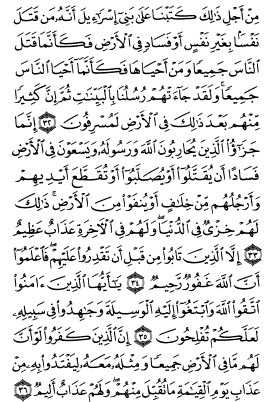 مِنْ أَجْلِ ذَٰلِكَ كَتَبْنَا عَلَىٰ بَنِىٓ إِسْرَٰٓءِيلَ أَنَّهُۥ مَن قَتَلَ
نَفْسًۢا بِغَيْرِ نَفْسٍ أَوْ فَسَادٍ فِى ٱلْأَرْضِ فَكَأَنَّمَا قَتَلَ
ٱلنَّاسَ جَمِيعًا وَمَنْ أَحْيَاهَا فَكَأَنَّمَآ أَحْيَا ٱلنَّاسَ
جَمِيعًا ۚ وَلَقَدْ جَآءَتْهُمْ رُسُلُنَا بِٱلْبَيِّنَٰتِ ثُمَّ إِنَّ كَثِيرًا
مِّنْهُم بَعْدَ ذَٰلِكَ فِى ٱلْأَرْضِ لَمُسْرِفُونَ ٣٢ إِنَّمَا
جَزَٰٓؤُا۟ ٱلَّذِينَ يُحَارِبُونَ ٱللَّهَ وَرَسُولَهُۥ وَيَسْعَوْنَ فِى ٱلْأَرْضِ
فَسَادًا أَن يُقَتَّلُوٓا۟ أَوْ يُصَلَّبُوٓا۟ أَوْ تُقَطَّعَ أَيْدِيهِمْ
وَأَرْجُلُهُم مِّنْ خِلَٰفٍ أَوْ يُنفَوْا۟ مِنَ ٱلْأَرْضِ ۚ ذَٰلِكَ
لَهُمْ خِزْىٌ فِى ٱلدُّنْيَا ۖ وَلَهُمْ فِى ٱلْءَاخِرَةِ عَذَابٌ عَظِيمٌ
٣٣ إِلَّا ٱلَّذِينَ تَابُوا۟ مِن قَبْلِ أَن تَقْدِرُوا۟ عَلَيْهِمْ ۖ فَٱعْلَمُوٓا۟
أَنَّ ٱللَّهَ غَفُورٌ رَّحِيمٌ ٣٤ يَٰٓأَيُّهَا ٱلَّذِينَ ءَامَنُوا۟
ٱتَّقُوا۟ ٱللَّهَ وَٱبْتَغُوٓا۟ إِلَيْهِ ٱلْوَسِيلَةَ وَجَٰهِدُوا۟ فِى سَبِيلِهِۦ
لَعَلَّكُمْ تُفْلِحُونَ ٣٥ إِنَّ ٱلَّذِينَ كَفَرُوا۟ لَوْ أَنَّ
لَهُم مَّا فِى ٱلْأَرْضِ جَمِيعًا وَمِثْلَهُۥ مَعَهُۥ لِيَفْتَدُوا۟ بِهِۦ مِنْ
عَذَابِ يَوْمِ ٱلْقِيَٰمَةِ مَا تُقُبِّلَ مِنْهُمْ ۖ وَلَهُمْ عَذَابٌ أَلِيمٌ ٣٦